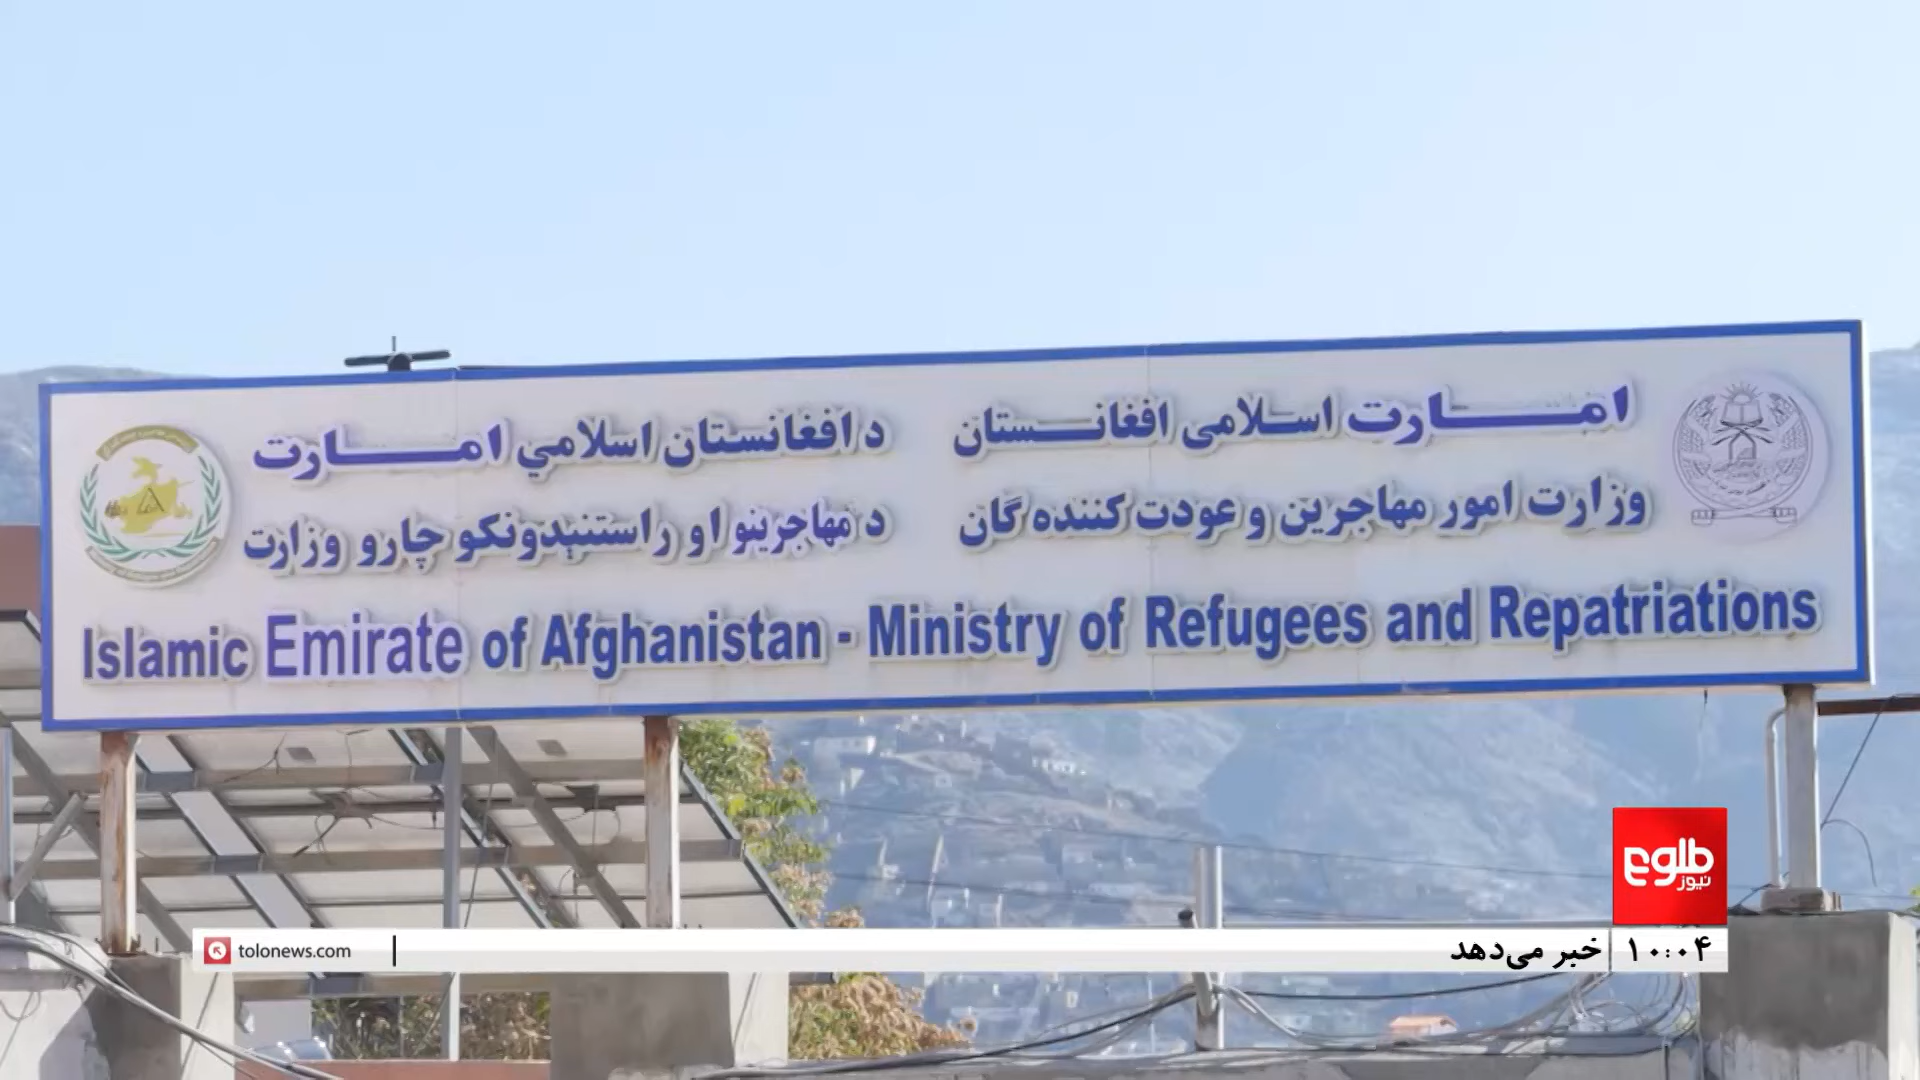 امارت اسلامی افغانستان
وزارت امور مهاجرین و عودت کننده گان
د افغانستان اسلامي امارت
د مهاجرینو او راستنېدونکو چارو وزارت
Islamic Emirate of Afghanistan - Ministry of Refugees and Repatriations
طلوع
نیوز
۱۰:۰۴
خبر می‌دهد
tolonews.com